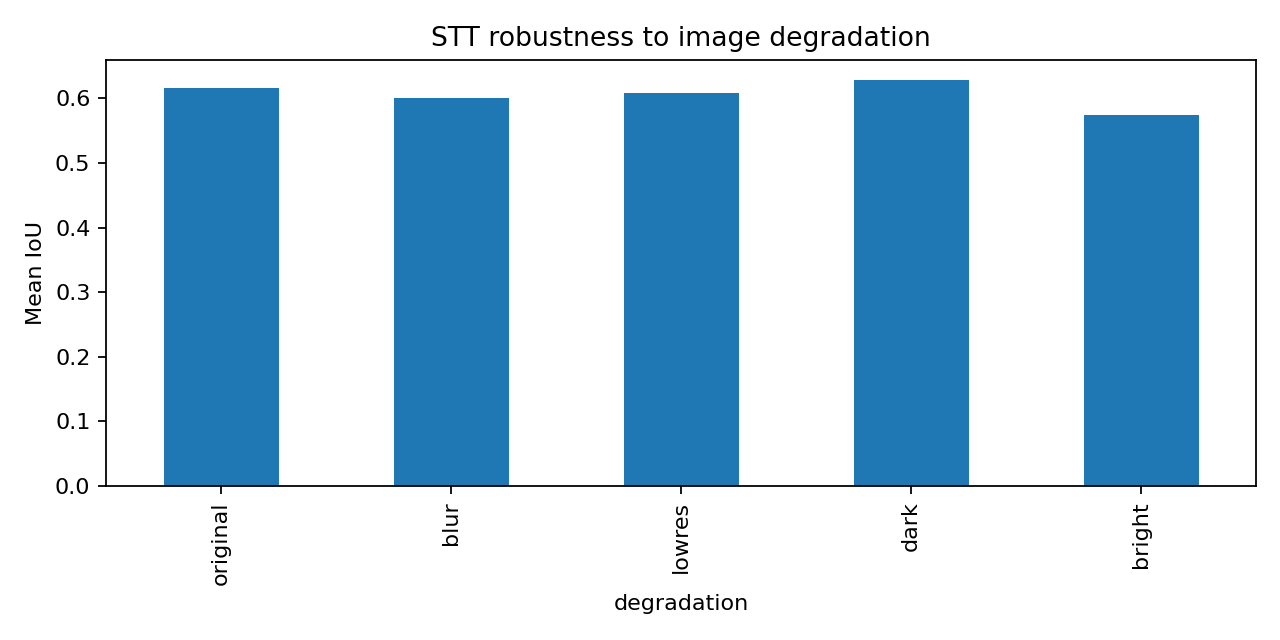 STT robustness to image degradation
Mean IoU
0.6
0.5
0.4
0.3
0.2
0.1
0.0
original
blur
lowres
dark
bright
degradation